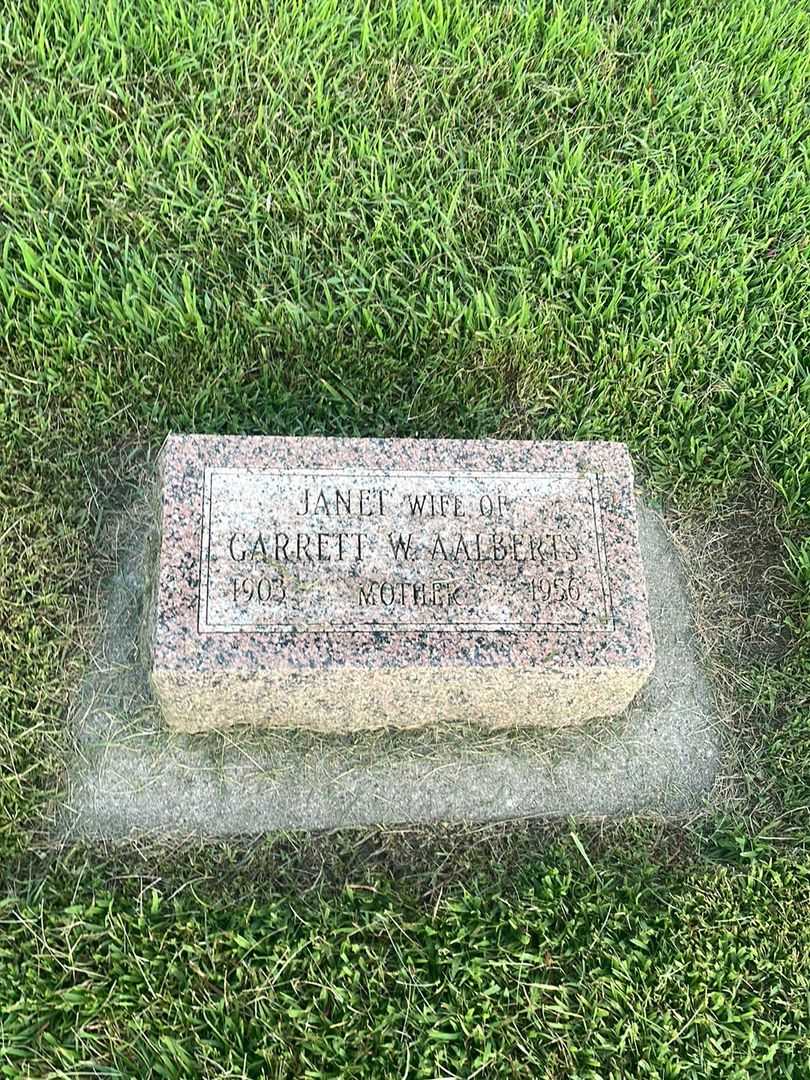 JANET WIFE OF
GARRETT W. AALBERTS
1903 MOTHER 1956